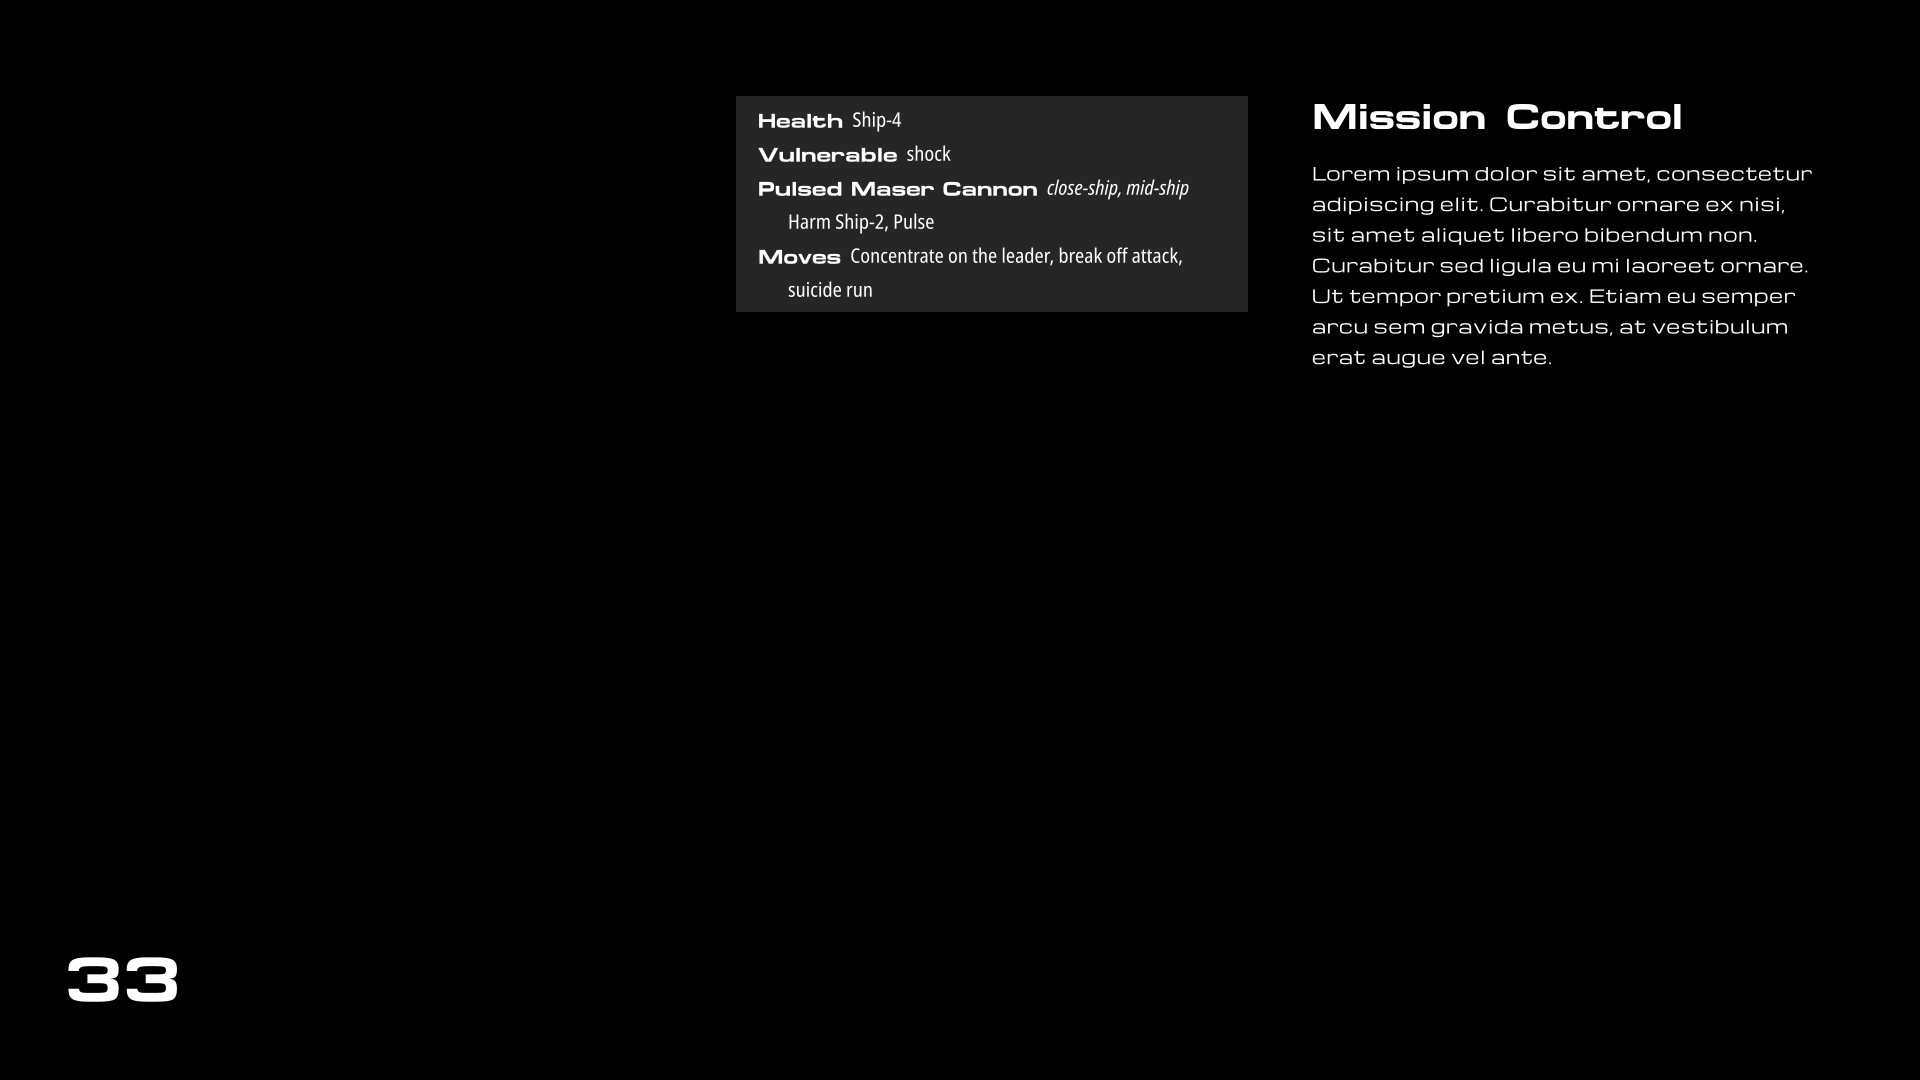 Health Ship-4
Vulnerable shock
Pulsed Maser Cannon close-ship, mid-ship
Harm Ship-2, Pulse
Moves Concentrate on the leader, break off attack,
suicide run
Mission Control
Lorem ipsum dolor sit amet, consectetur
adipiscing elit. Curabitur ornare ex nisi,
sit amet aliquet libero bibendum non.
Curabitur sed ligula eu mi laoreet ornare.
Ut tempor pretium ex. Etiam eu semper
arcu sem gravida metus, at vestibulum
erat augue vel ante.
33